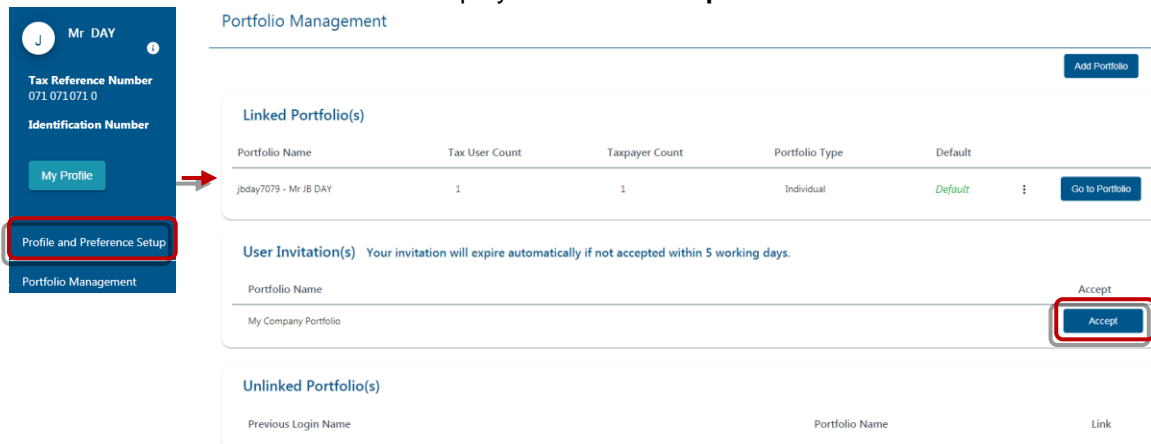 J
Mr DAY
i
Tax Reference Number
071 071 071 0
Identification Number
My Profile
Profile and Preference Setup
Portfolio Management
Portfolio Management
Add Portfolio
Linked Portfolio(s)
Portfolio Name Tax User Count Taxpayer Count Portfolio Type Default
jbday7079 - Mr JB DAY 1 1 Individual Default Go to Portfolio
User Invitation(s) Your invitation will expire automatically if not accepted within 5 working days.
Portfolio Name Accept
My Company Portfolio Accept
Unlinked Portfolio(s)
Previous Login Name Portfolio Name Link